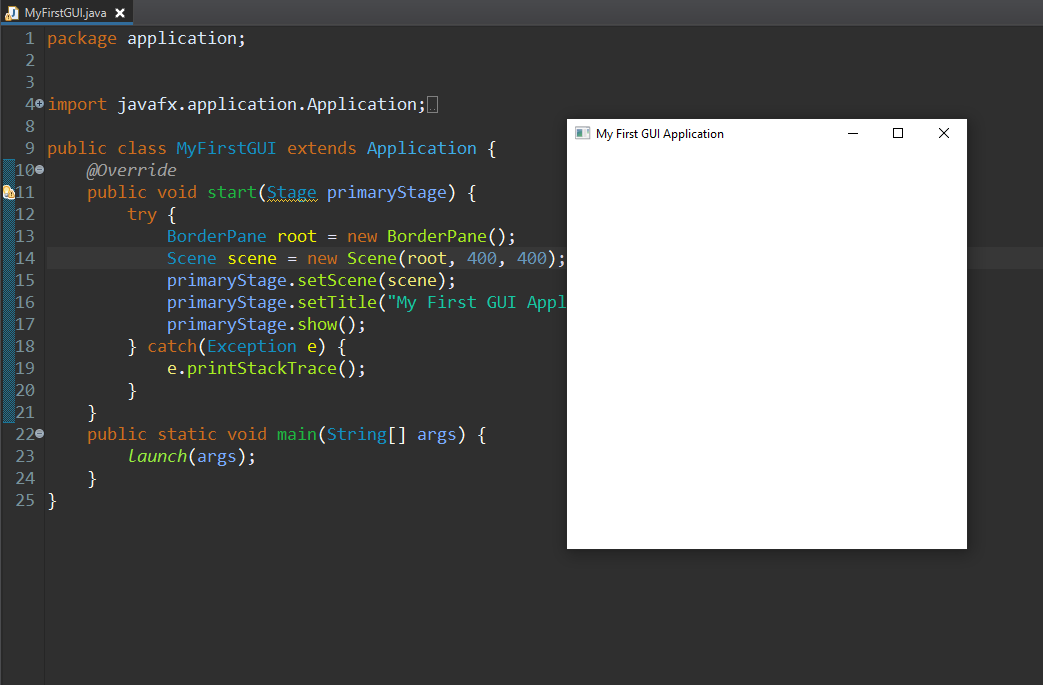 MyFirstGUI.java
1 package application;
2
3
4 import javafx.application.Application;
8
9 public class MyFirstGUI extends Application {
10 @Override
11 public void start(Stage primaryStage) {
12 try {
13 BorderPane root = new BorderPane();
14 Scene scene = new Scene(root, 400, 400);
15 primaryStage.setScene(scene);
16 primaryStage.setTitle("My First GUI Appl
17 primaryStage.show();
18 } catch(Exception e) {
19 e.printStackTrace();
20 }
21 }
22 public static void main(String[] args) {
23 launch(args);
24 }
25 }
My First GUI Application